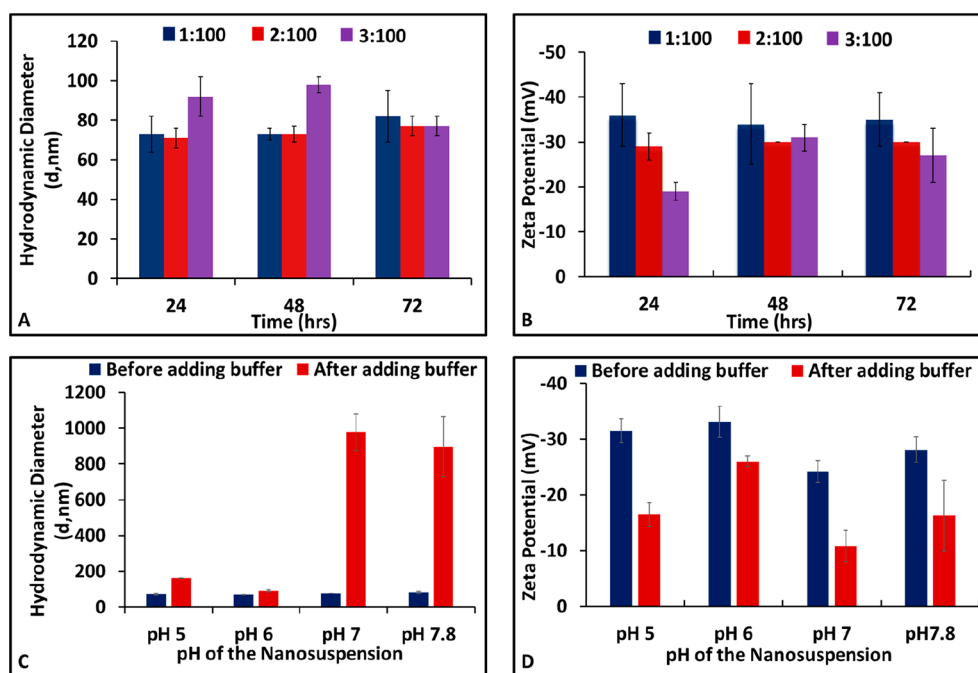 1:100 2:100 3:100
120
100
80
60
40
20
0
Hydrodynamic Diameter
(d,nm)
24 48 72
Time (hrs)
A
1:100 2:100 3:100
-50
-40
-30
-20
-10
0
Zeta Potential (mV)
24 48 72
Time (hrs)
B
Before adding buffer After adding buffer
1200
1000
800
600
400
200
0
Hydrodynamic Diameter
(d,nm)
pH 5 pH 6 pH 7 pH 7.8
pH of the Nanosuspension
C
Before adding buffer After adding buffer
-40
-30
-20
-10
0
Zeta Potential (mV)
pH 5 pH 6 pH 7 pH7.8
pH of the Nanosuspension
D